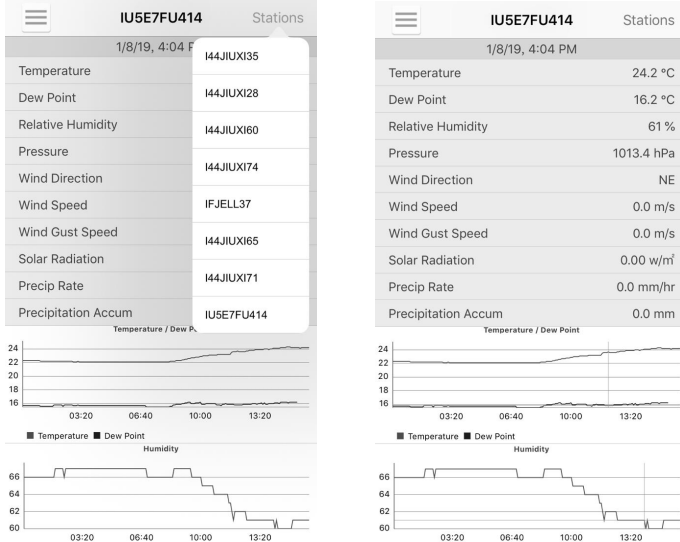 IU5E7FU414 Stations
1/8/19, 4:04 P
Temperature
Dew Point
Relative Humidity
Pressure
Wind Direction
Wind Speed
Wind Gust Speed
Solar Radiation
Precip Rate
Precipitation Accum
I44JIUXI35
I44JIUXI28
I44JIUXI60
I44JIUXI74
IFJELL37
I44JIUXI65
I44JIUXI71
IU5E7FU414
Temperature / Dew P
24
22
20
18
16
03:20 06:40 10:00 13:20
Temperature Dew Point
Humidity
66
64
62
60
03:20 06:40 10:00 13:20
IU5E7FU414 Stations
1/8/19, 4:04 PM
Temperature 24.2 °C
Dew Point 16.2 °C
Relative Humidity 61 %
Pressure 1013.4 hPa
Wind Direction NE
Wind Speed 0.0 m/s
Wind Gust Speed 0.0 m/s
Solar Radiation 0.00 w/㎡
Precip Rate 0.0 mm/hr
Precipitation Accum 0.0 mm
Temperature / Dew Point
24
22
20
18
16
03:20 06:40 10:00 13:20
Temperature Dew Point
Humidity
66
64
62
60
03:20 06:40 10:00 13:20